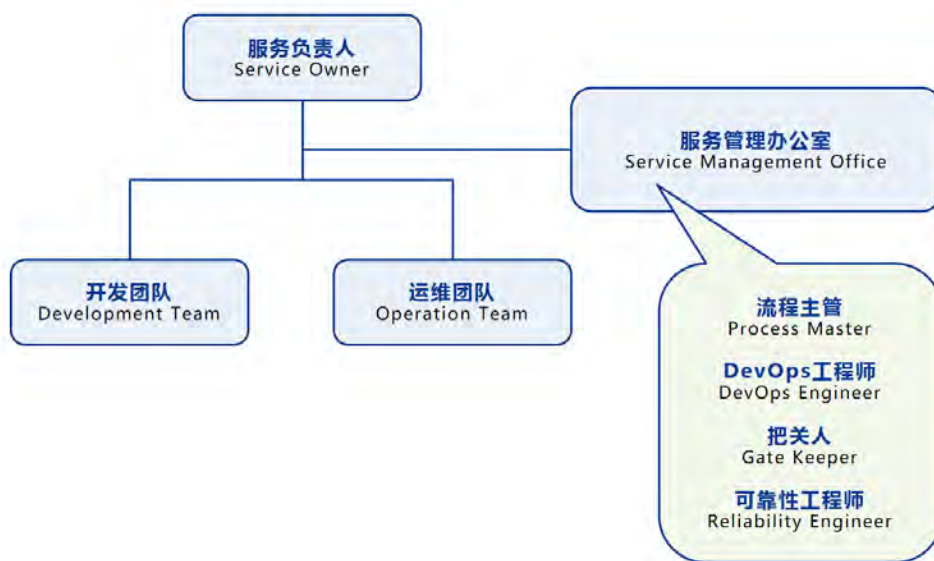 服务负责人
Service Owner
服务管理办公室
Service Management Office
开发团队
Development Team
运维团队
Operation Team
流程主管
Process Master
DevOps工程师
DevOps Engineer
把关人
Gate Keeper
可靠性工程师
Reliability Engineer